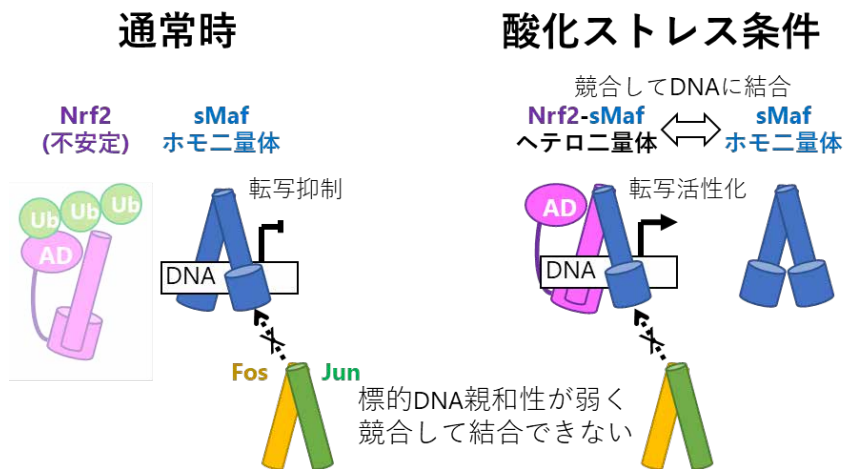 通常時
Nrf2
(不安定)
sMaf
ホモ二量体
Ub
Ub
Ub
AD
転写抑制
DNA
Fos
Jun
標的DNA親和性が弱く
競合して結合できない
酸化ストレス条件
競合してDNAに結合
Nrf2-sMaf
ヘテロ二量体
sMaf
ホモ二量体
AD
転写活性化
DNA